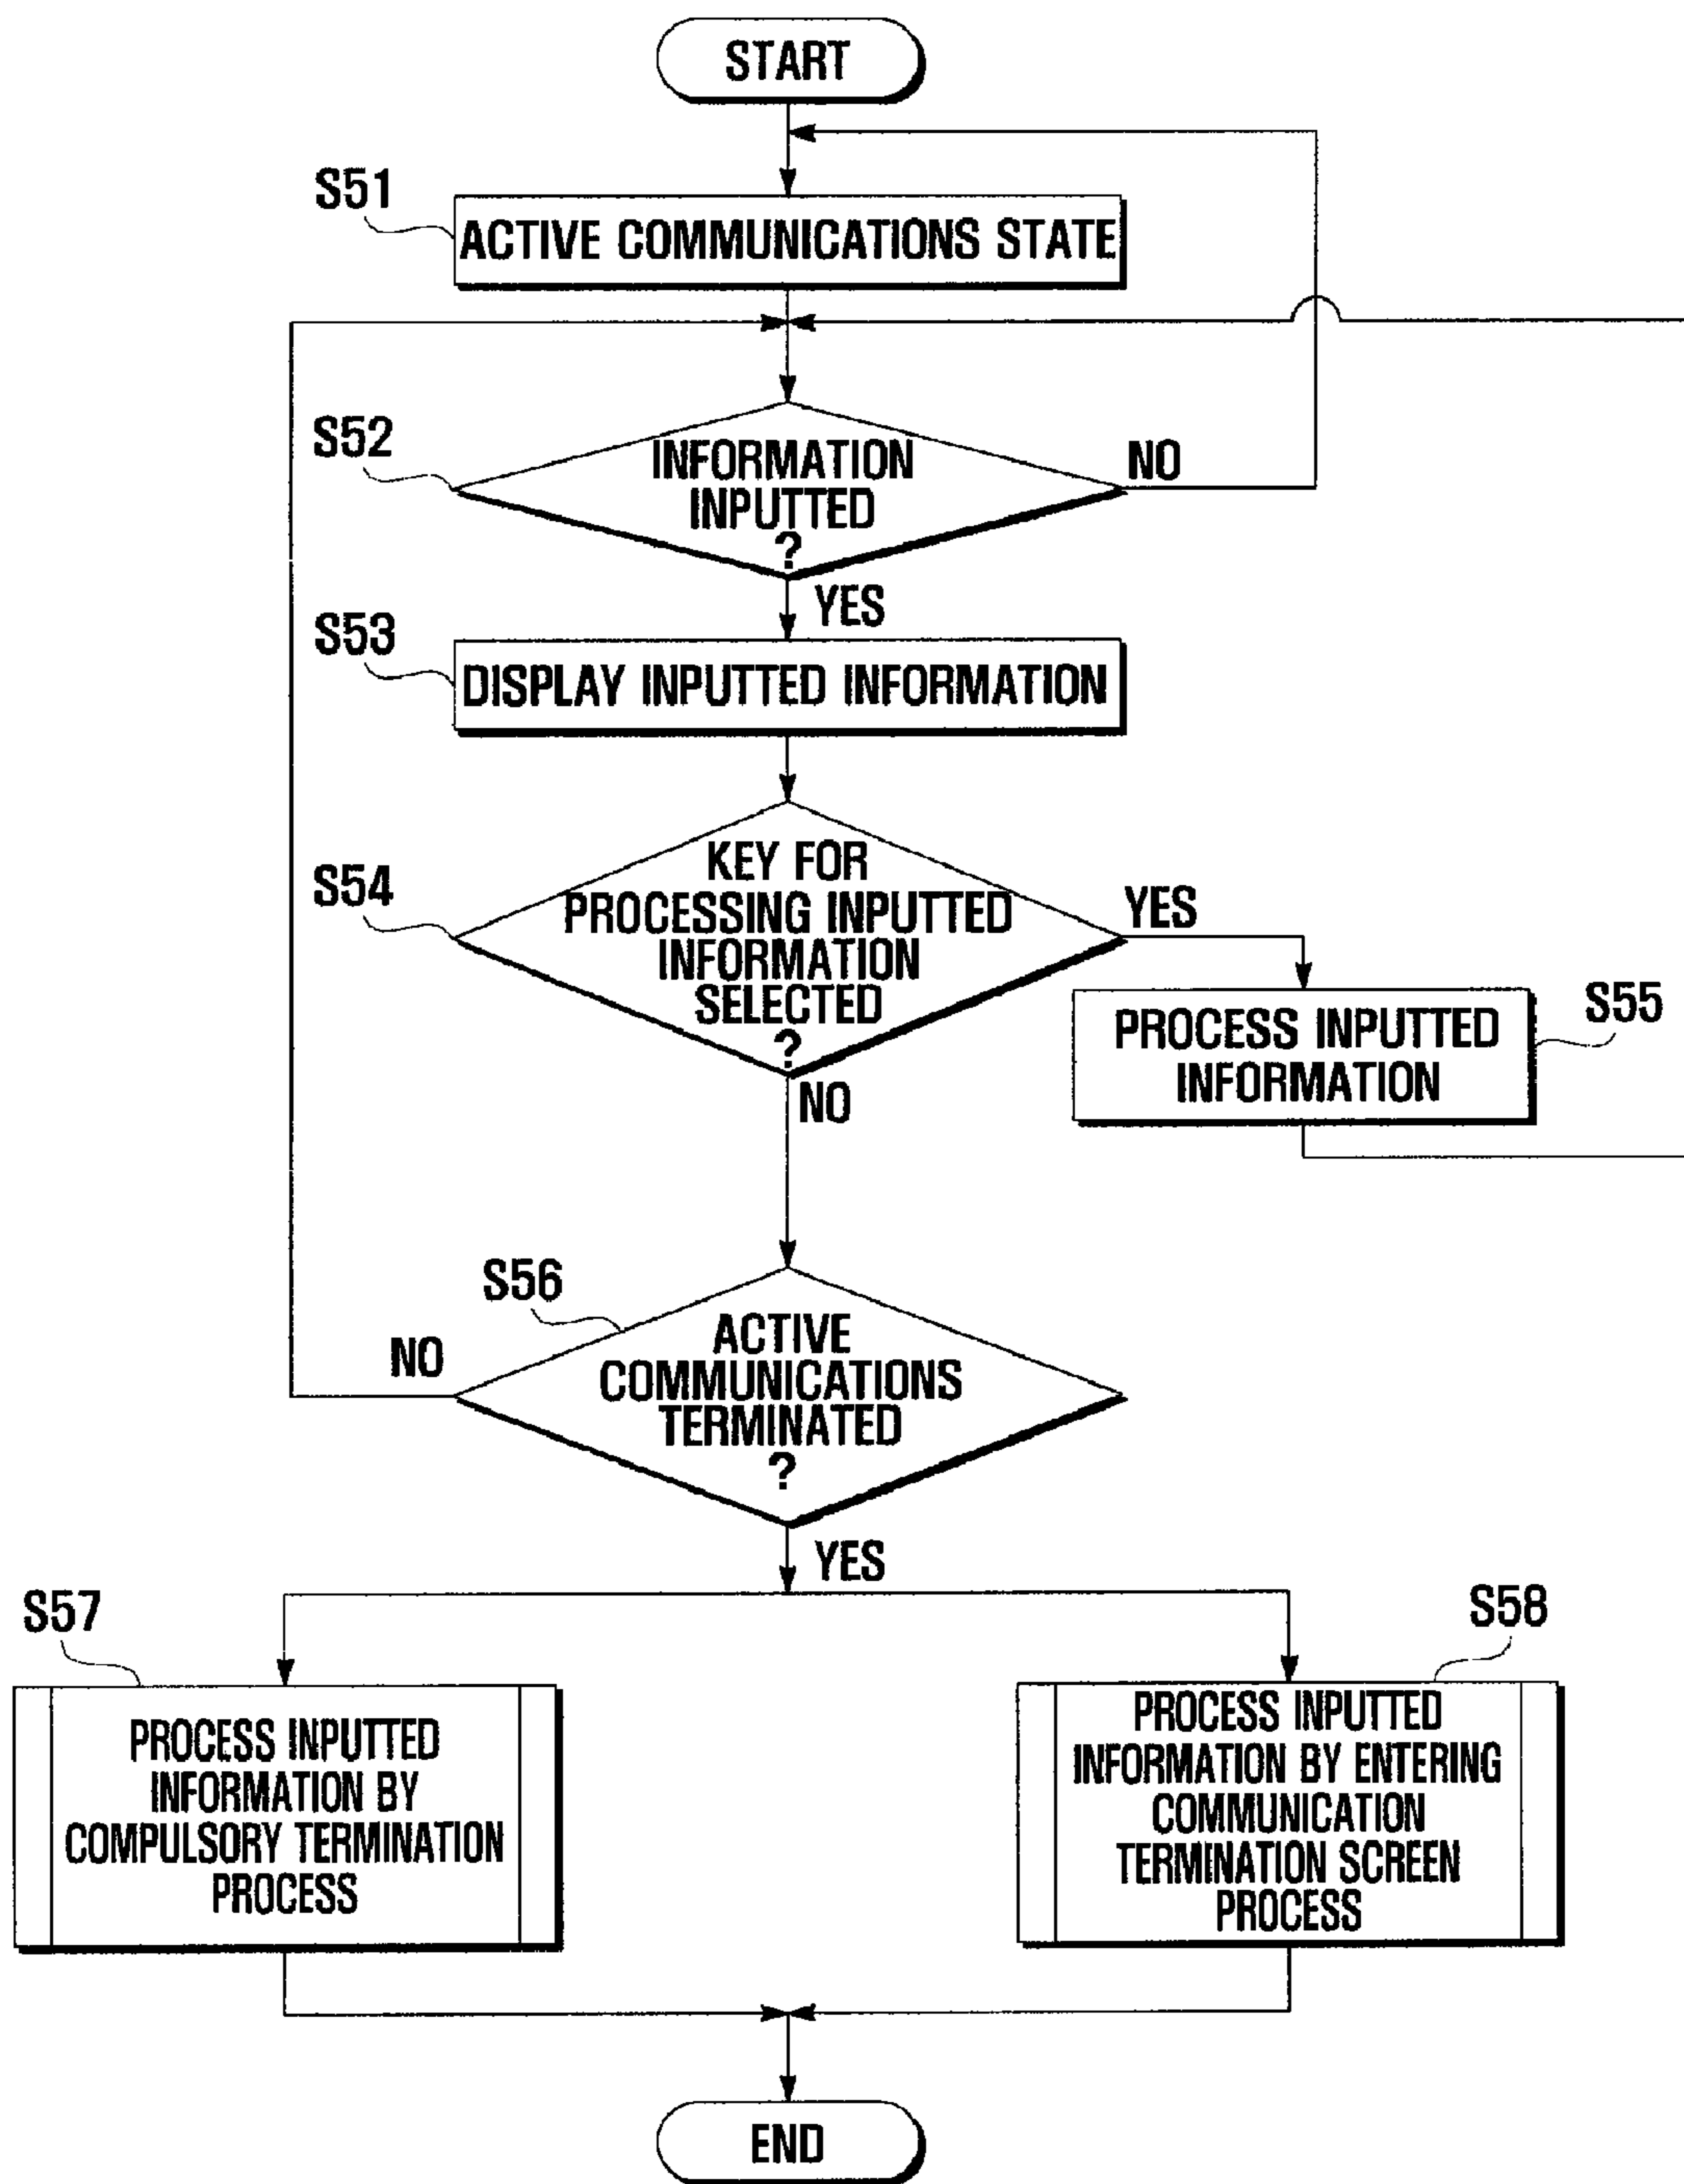 START
S51
ACTIVE COMMUNICATIONS STATE
S52
INFORMATION
INPUTTED
?
NO
YES
S53
DISPLAY INPUTTED INFORMATION
S54
KEY FOR
PROCESSING INPUTTED
INFORMATION
SELECTED
?
YES
NO
S55
PROCESS INPUTTED
INFORMATION
S56
ACTIVE
COMMUNICATIONS
TERMINATED
?
NO
YES
S57
PROCESS INPUTTED
INFORMATION BY
COMPULSORY TERMINATION
PROCESS
S58
PROCESS INPUTTED
INFORMATION BY ENTERING
COMMUNICATION
TERMINATION SCREEN
PROCESS
END